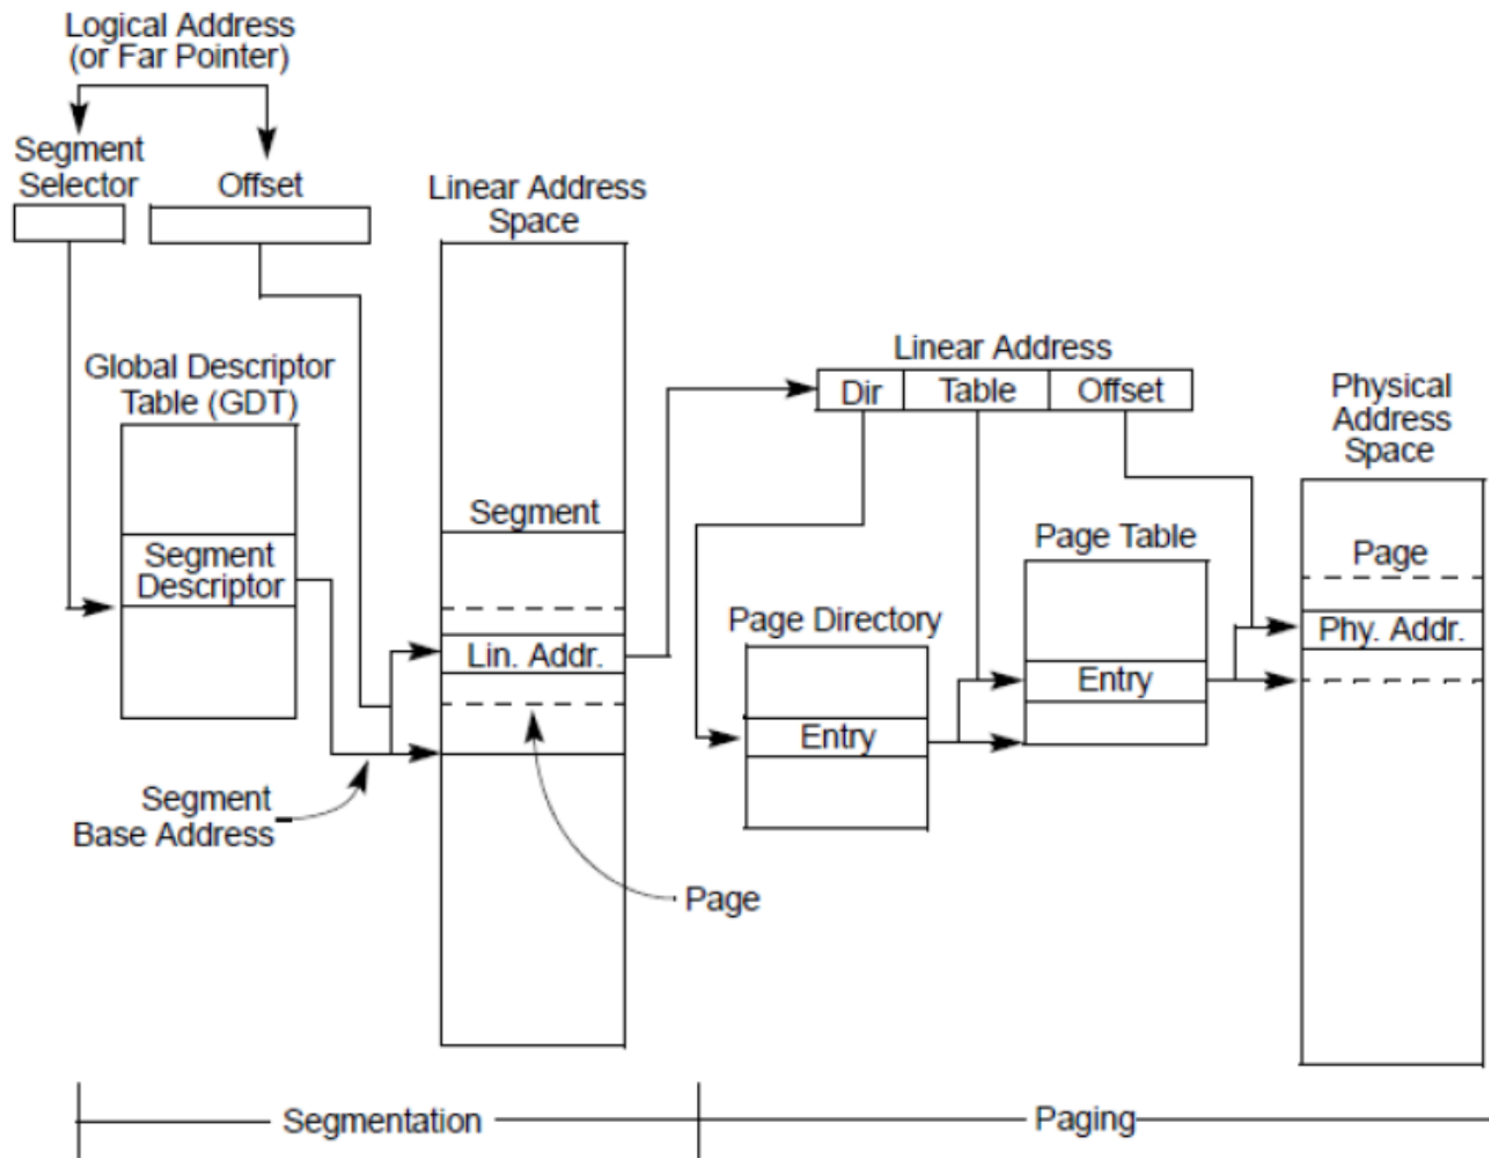 Logical Address
(or Far Pointer)
Segment
Selector
Offset
Linear Address
Space
Global Descriptor
Table (GDT)
Segment
Descriptor
Segment
Lin. Addr.
Segment
Base Address
Page
Linear Address
Dir
Table
Offset
Page Directory
Entry
Page Table
Entry
Physical
Address
Space
Page
Phy. Addr.
Segmentation
Paging